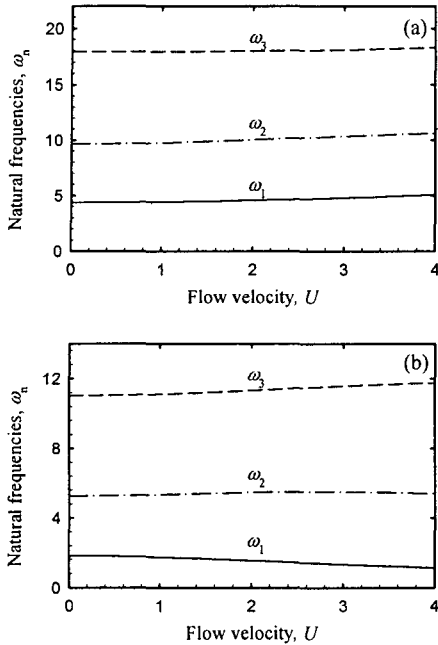 (a)
20
15
10
5
0
ω3
ω2
ω1
0 1 2 3 4
Natural frequencies, ωn
Flow velocity, U
(b)
12
8
4
0
ω3
ω2
ω1
0 1 2 3 4
Natural frequencies, ωn
Flow velocity, U